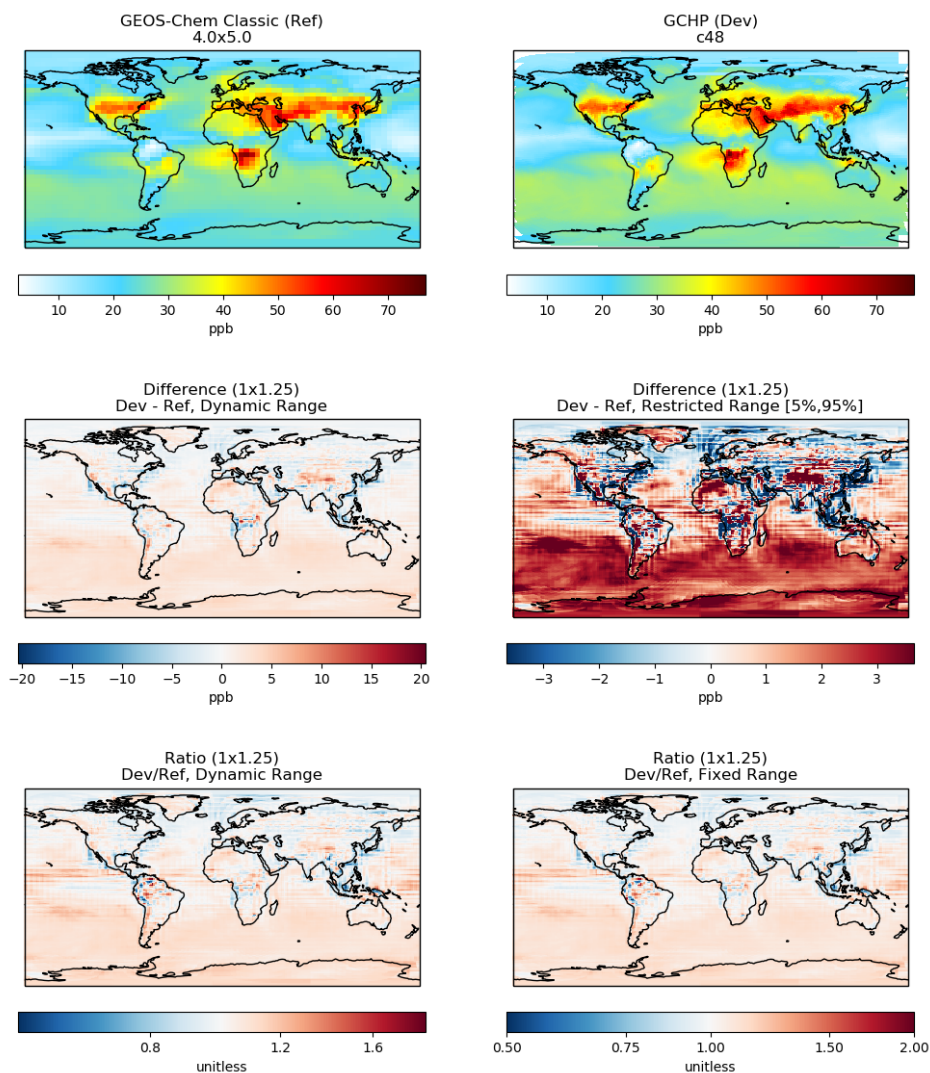 GEOS-Chem Classic (Ref)
4.0x5.0
GCHP (Dev)
c48
10 20 30 40 50 60 70
ppb
10 20 30 40 50 60 70
ppb
Difference (1x1.25)
Dev - Ref, Dynamic Range
Difference (1x1.25)
Dev - Ref, Restricted Range [5%,95%]
−20 −15 −10 −5 0 5 10 15 20
ppb
−3 −2 −1 0 1 2 3
ppb
Ratio (1x1.25)
Dev/Ref, Dynamic Range
Ratio (1x1.25)
Dev/Ref, Fixed Range
0.8 1.2 1.6
unitless
0.50 0.75 1.00 1.50 2.00
unitless